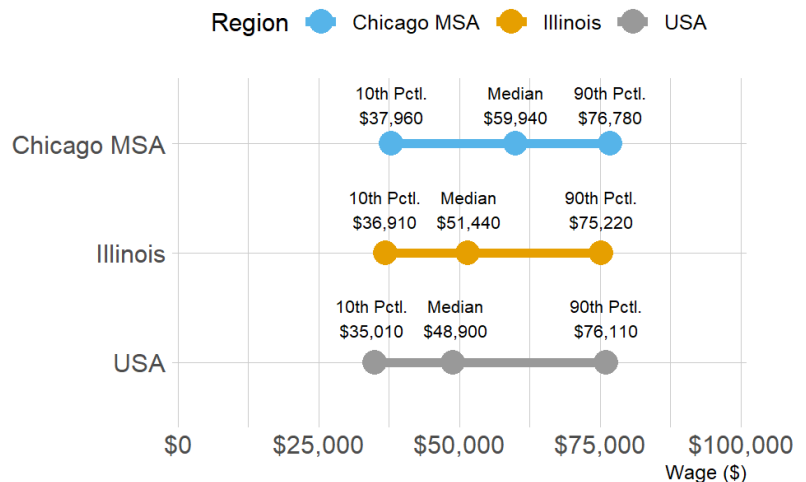 Region Chicago MSA Illinois USA
10th Pctl. Median 90th Pctl.
$37,960 $59,940 $76,780
Chicago MSA
10th Pctl. Median 90th Pctl.
$36,910 $51,440 $75,220
Illinois
10th Pctl. Median 90th Pctl.
$35,010 $48,900 $76,110
USA
$0 $25,000 $50,000 $75,000 $100,000
Wage ($)